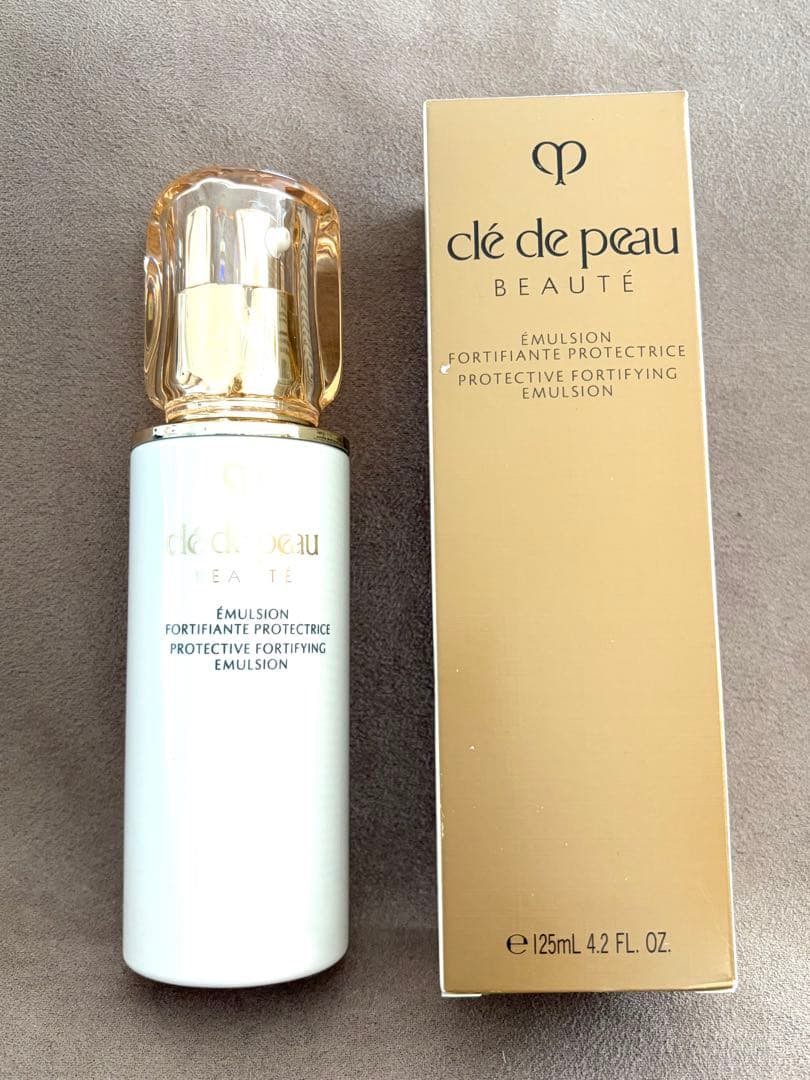 clé de peau
BEAUTÉ
ÉMULSION
FORTIFIANTE PROTECTRICE
PROTECTIVE FORTIFYING
EMULSION
clé de peau
BEAUTÉ
ÉMULSION
FORTIFIANTE PROTECTRICE
PROTECTIVE FORTIFYING
EMULSION
℮125mL 4.2 FL. OZ.